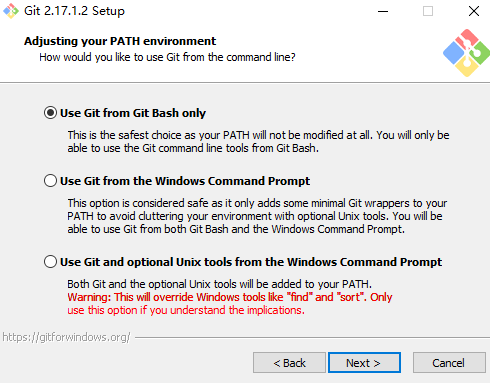 Git 2.17.1.2 Setup
Adjusting your PATH environment
How would you like to use Git from the command line?
Use Git from Git Bash only
This is the safest choice as your PATH will not be modified at all. You will only be
able to use the Git command line tools from Git Bash.
Use Git from the Windows Command Prompt
This option is considered safe as it only adds some minimal Git wrappers to your
PATH to avoid cluttering your environment with optional Unix tools. You will be
able to use Git from both Git Bash and the Windows Command Prompt.
Use Git and optional Unix tools from the Windows Command Prompt
Both Git and the optional Unix tools will be added to your PATH.
Warning: This will override Windows tools like "find" and "sort". Only
use this option if you understand the implications.
https://gitforwindows.org/
< Back
Next >
Cancel